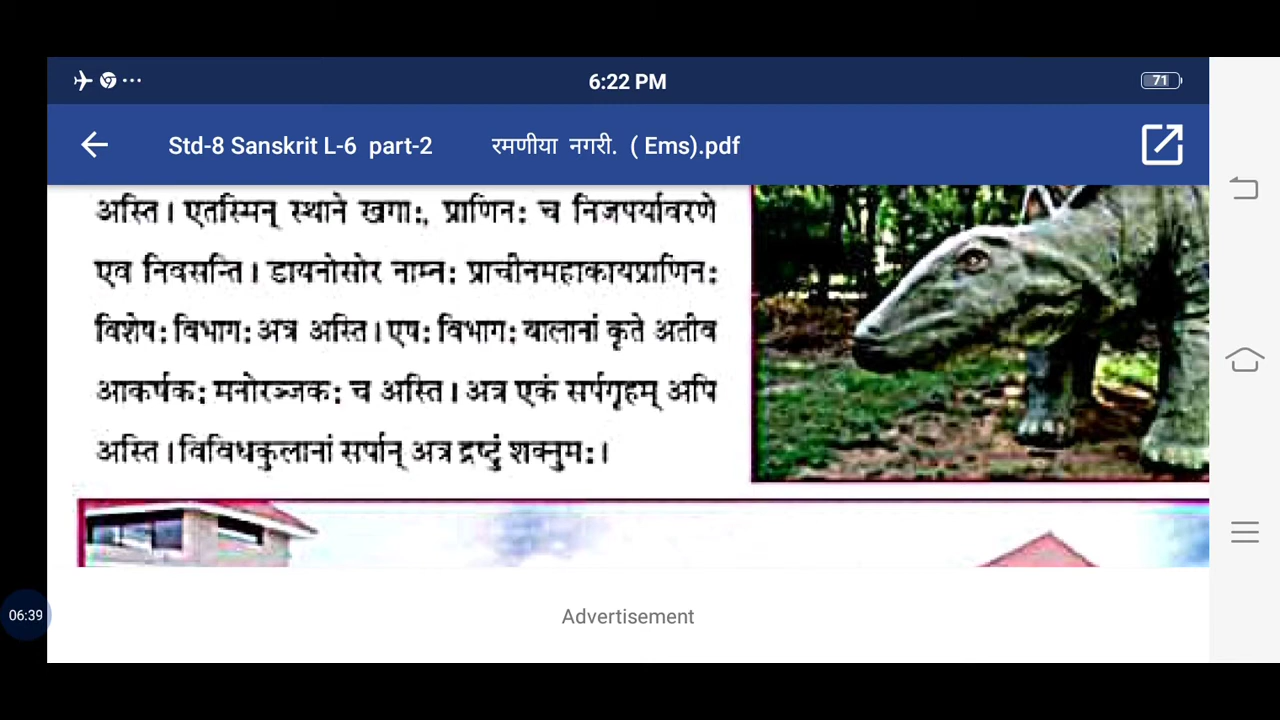 6:22 PM
71
Std-8 Sanskrit L-6 part-2 रमणीया नगरी. ( Ems).pdf
अस्ति। एतस्मिन् स्थाने खगाः, प्राणिनः च निजपर्यावरणे
एव निवसन्ति। डायनोसोर नाम्नः प्राचीनमहाकायप्राणिनः
विशेषः विभागः अत्र अस्ति। एषः विभागः बालानां कृते अतीव
आकर्षकः मनोरञ्जकः च अस्ति। अत्र एकं सर्पगृहम् अपि
अस्ति। विविधकुलानां सर्पान् अत्र द्रष्टुं शक्नुमः।
06:39
Advertisement